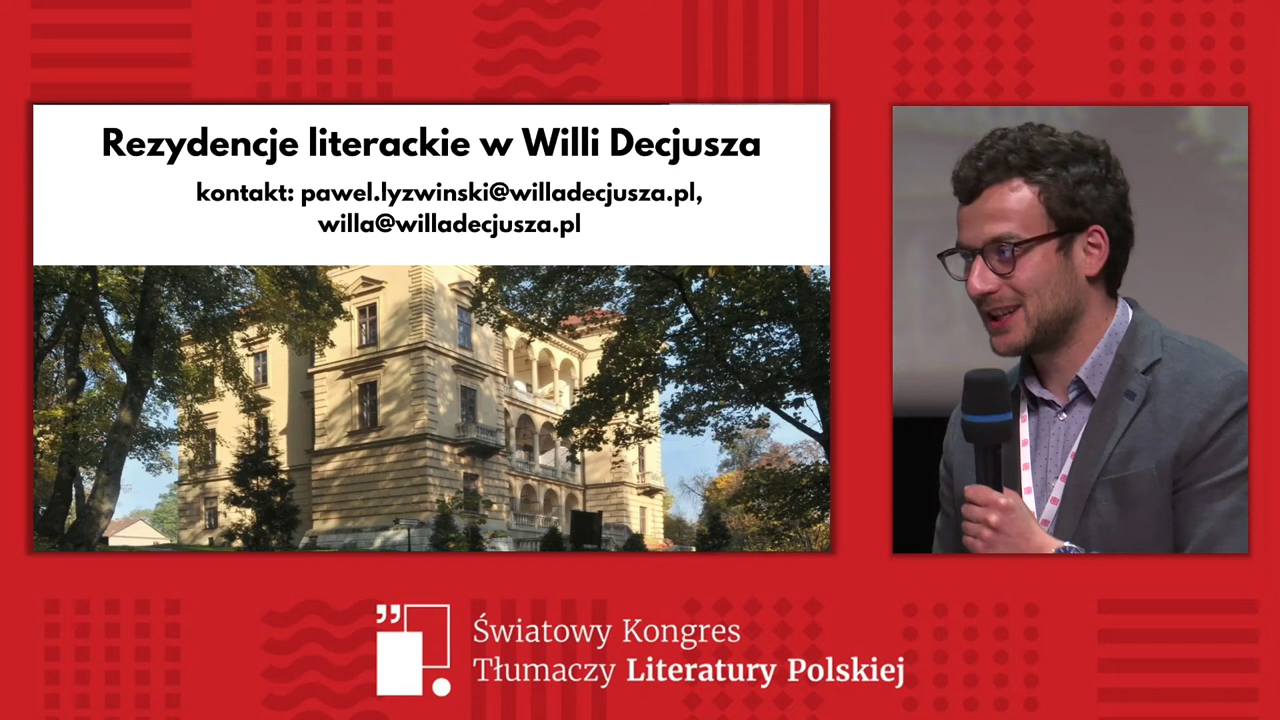 Rezydencje literackie w Willi Decjusza
kontakt: pawel.lyzwinski@willadecjusza.pl,
willa@willadecjusza.pl
Światowy Kongres
Tłumaczy Literatury Polskiej